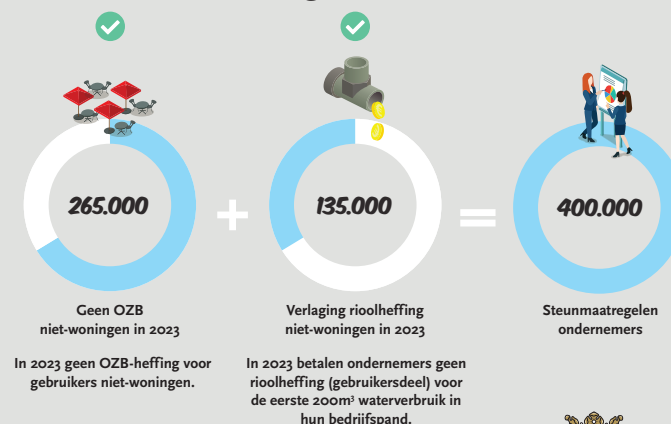 265.000
+
135.000
=
400.000
Geen OZB
niet-woningen in 2023
In 2023 geen OZB-heffing voor
gebruikers niet-woningen.
Verlaging rioolheffing
niet-woningen in 2023
In 2023 betalen ondernemers geen
rioolheffing (gebruikersdeel) voor
de eerste 200m³ waterverbruik in
hun bedrijfspand.
Steunmaatregelen
ondernemers